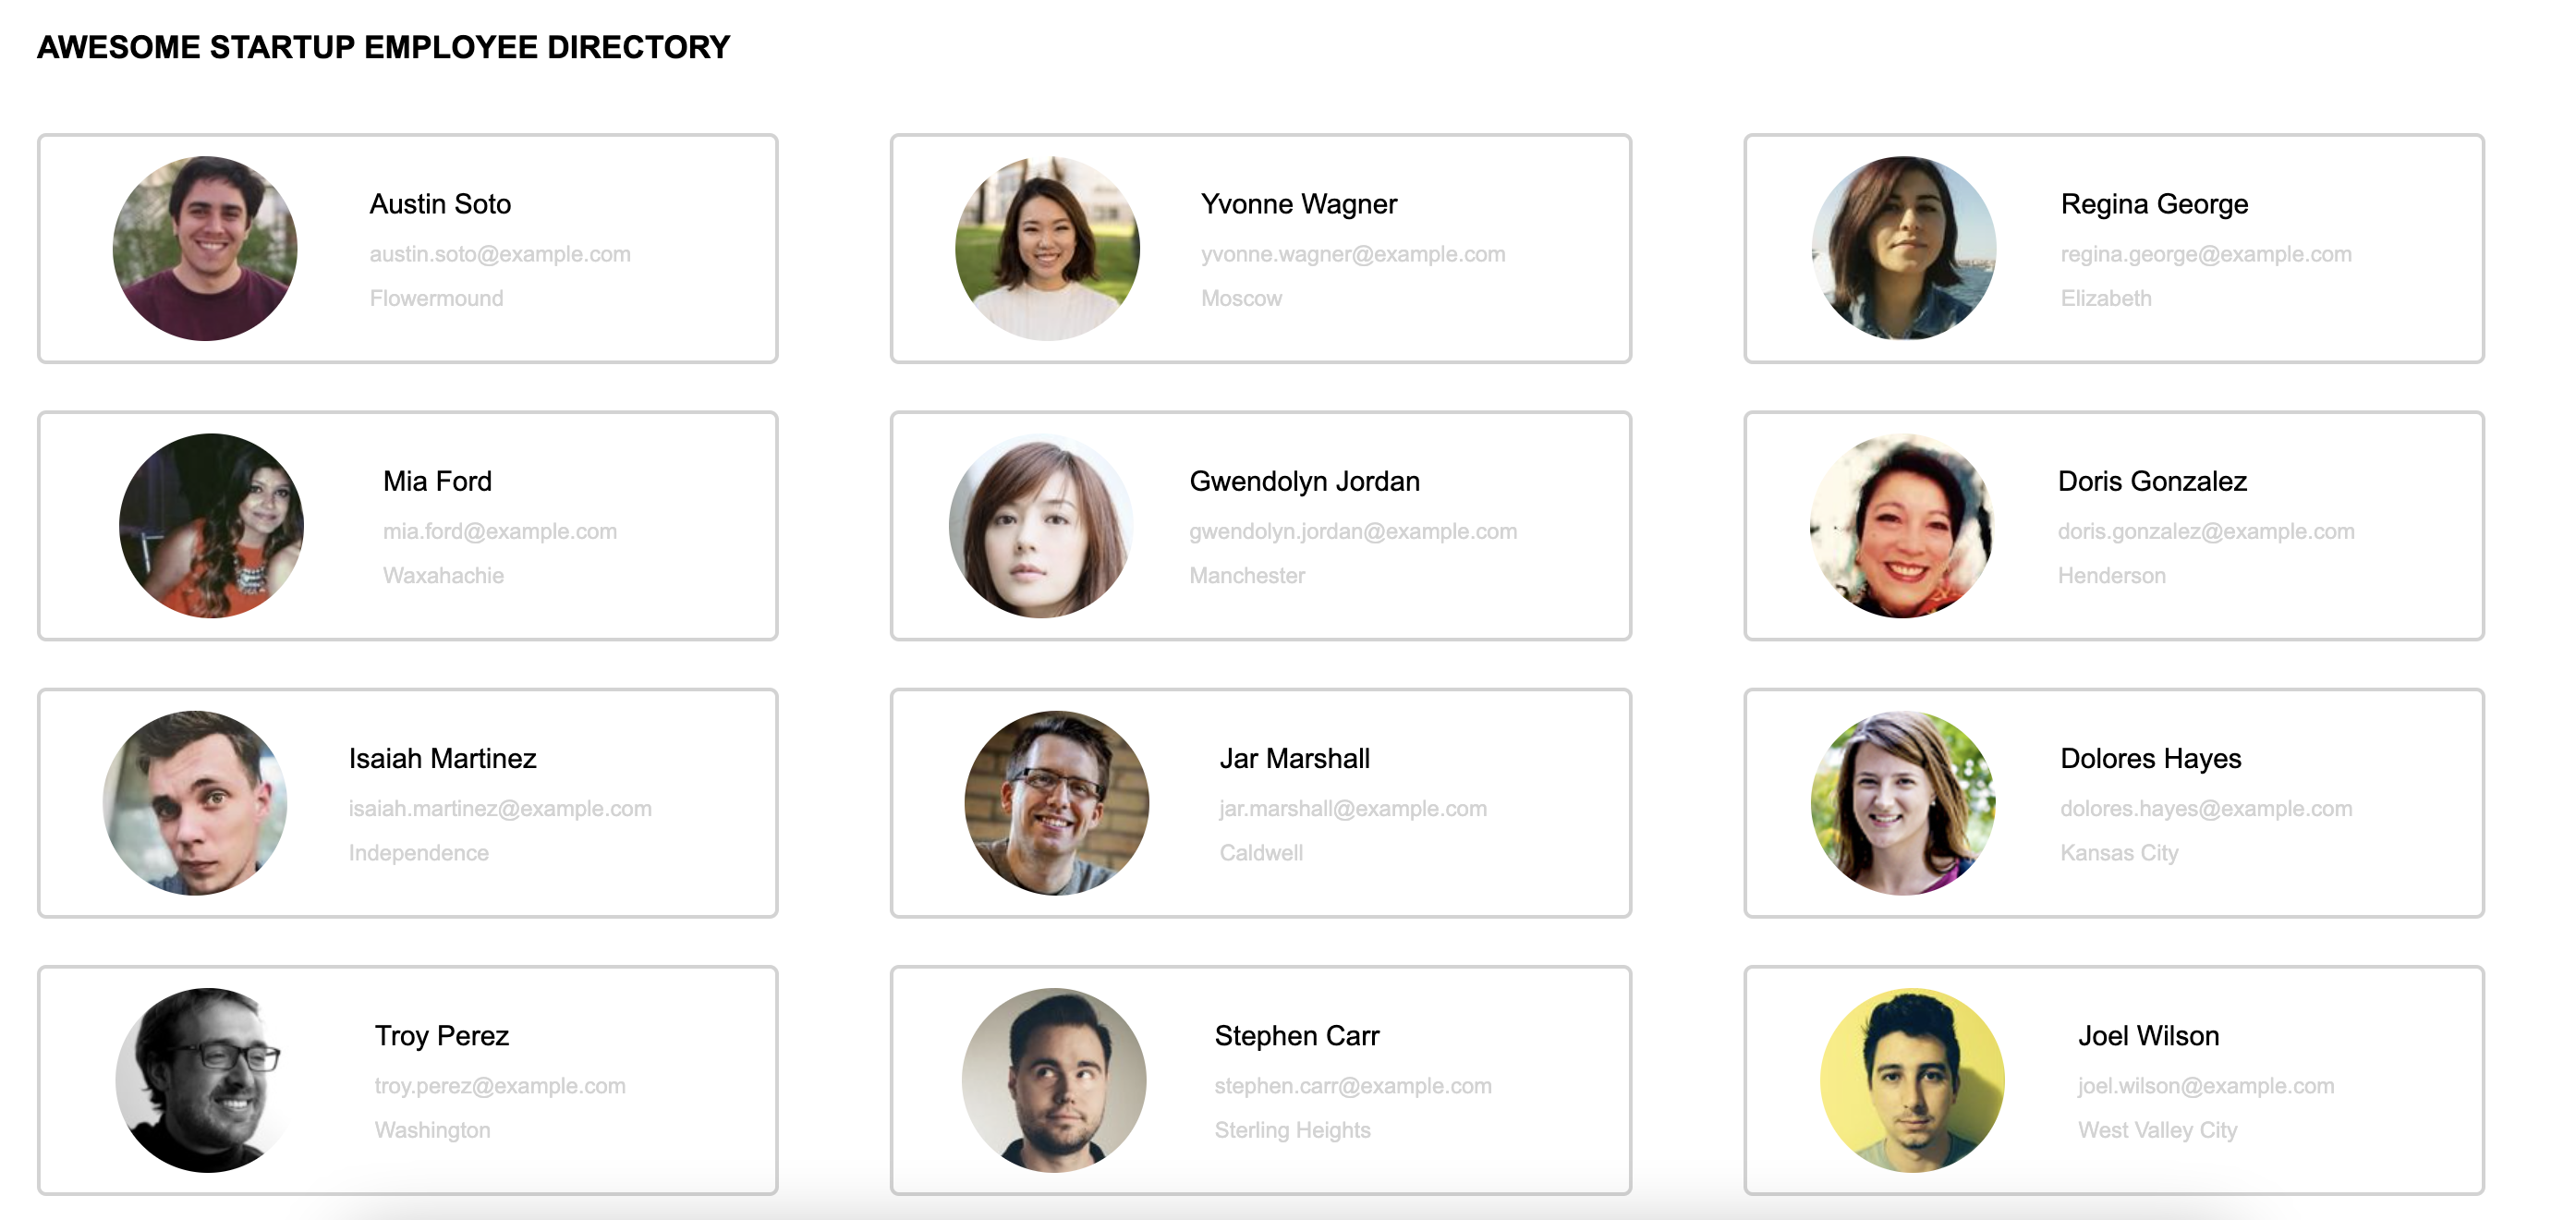 AWESOME STARTUP EMPLOYEE DIRECTORY
Austin Soto
austin.soto@example.com
Flowermound
Yvonne Wagner
yvonne.wagner@example.com
Moscow
Regina George
regina.george@example.com
Elizabeth
Mia Ford
mia.ford@example.com
Waxahachie
Gwendolyn Jordan
gwendolyn.jordan@example.com
Manchester
Doris Gonzalez
doris.gonzalez@example.com
Henderson
Isaiah Martinez
isaiah.martinez@example.com
Independence
Jar Marshall
jar.marshall@example.com
Caldwell
Dolores Hayes
dolores.hayes@example.com
Kansas City
Troy Perez
troy.perez@example.com
Washington
Stephen Carr
stephen.carr@example.com
Sterling Heights
Joel Wilson
joel.wilson@example.com
West Valley City